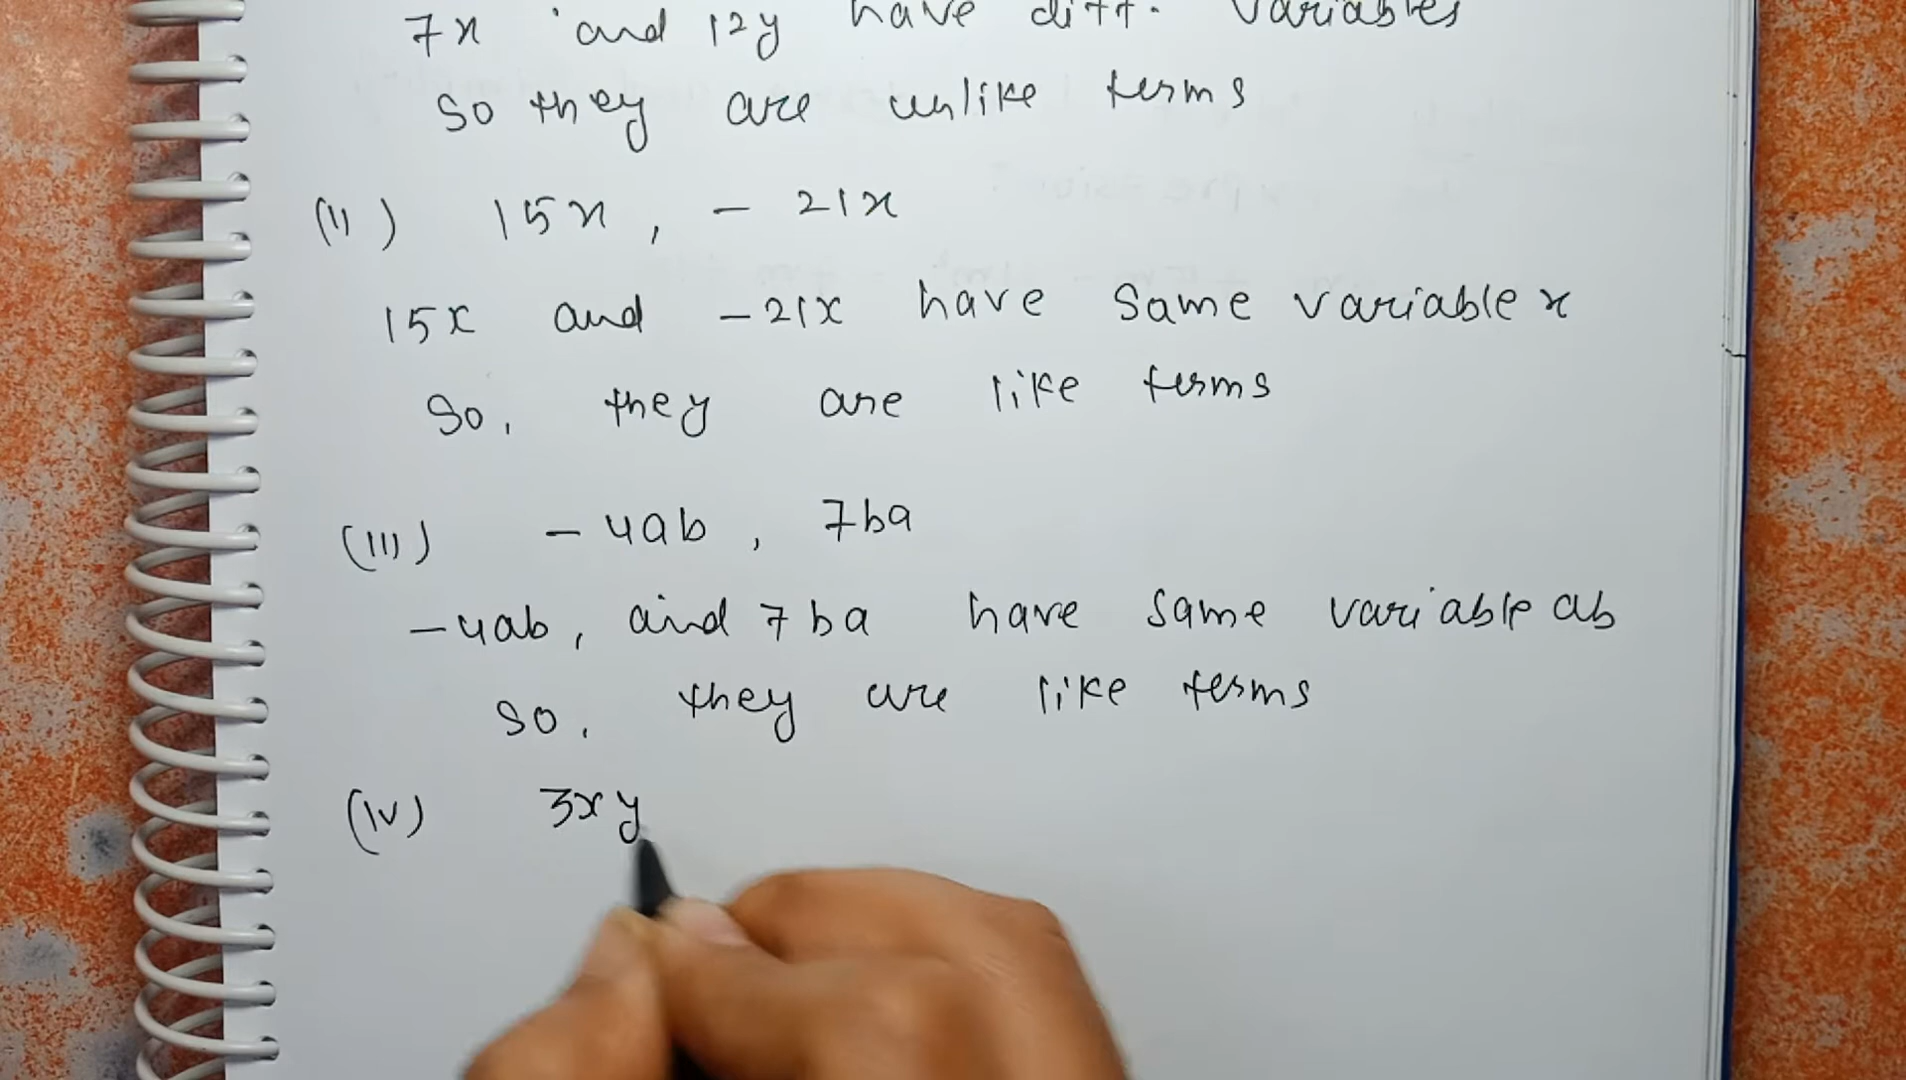 7x and 12y have diff. variables
so they are unlike terms
(II) 15x, - 21x
15x and -21x have same variable x
So, they are like terms
(III) - 4ab, 7ba
-4ab, and 7ba have same variable ab
so, they are like terms
(IV) 3xy